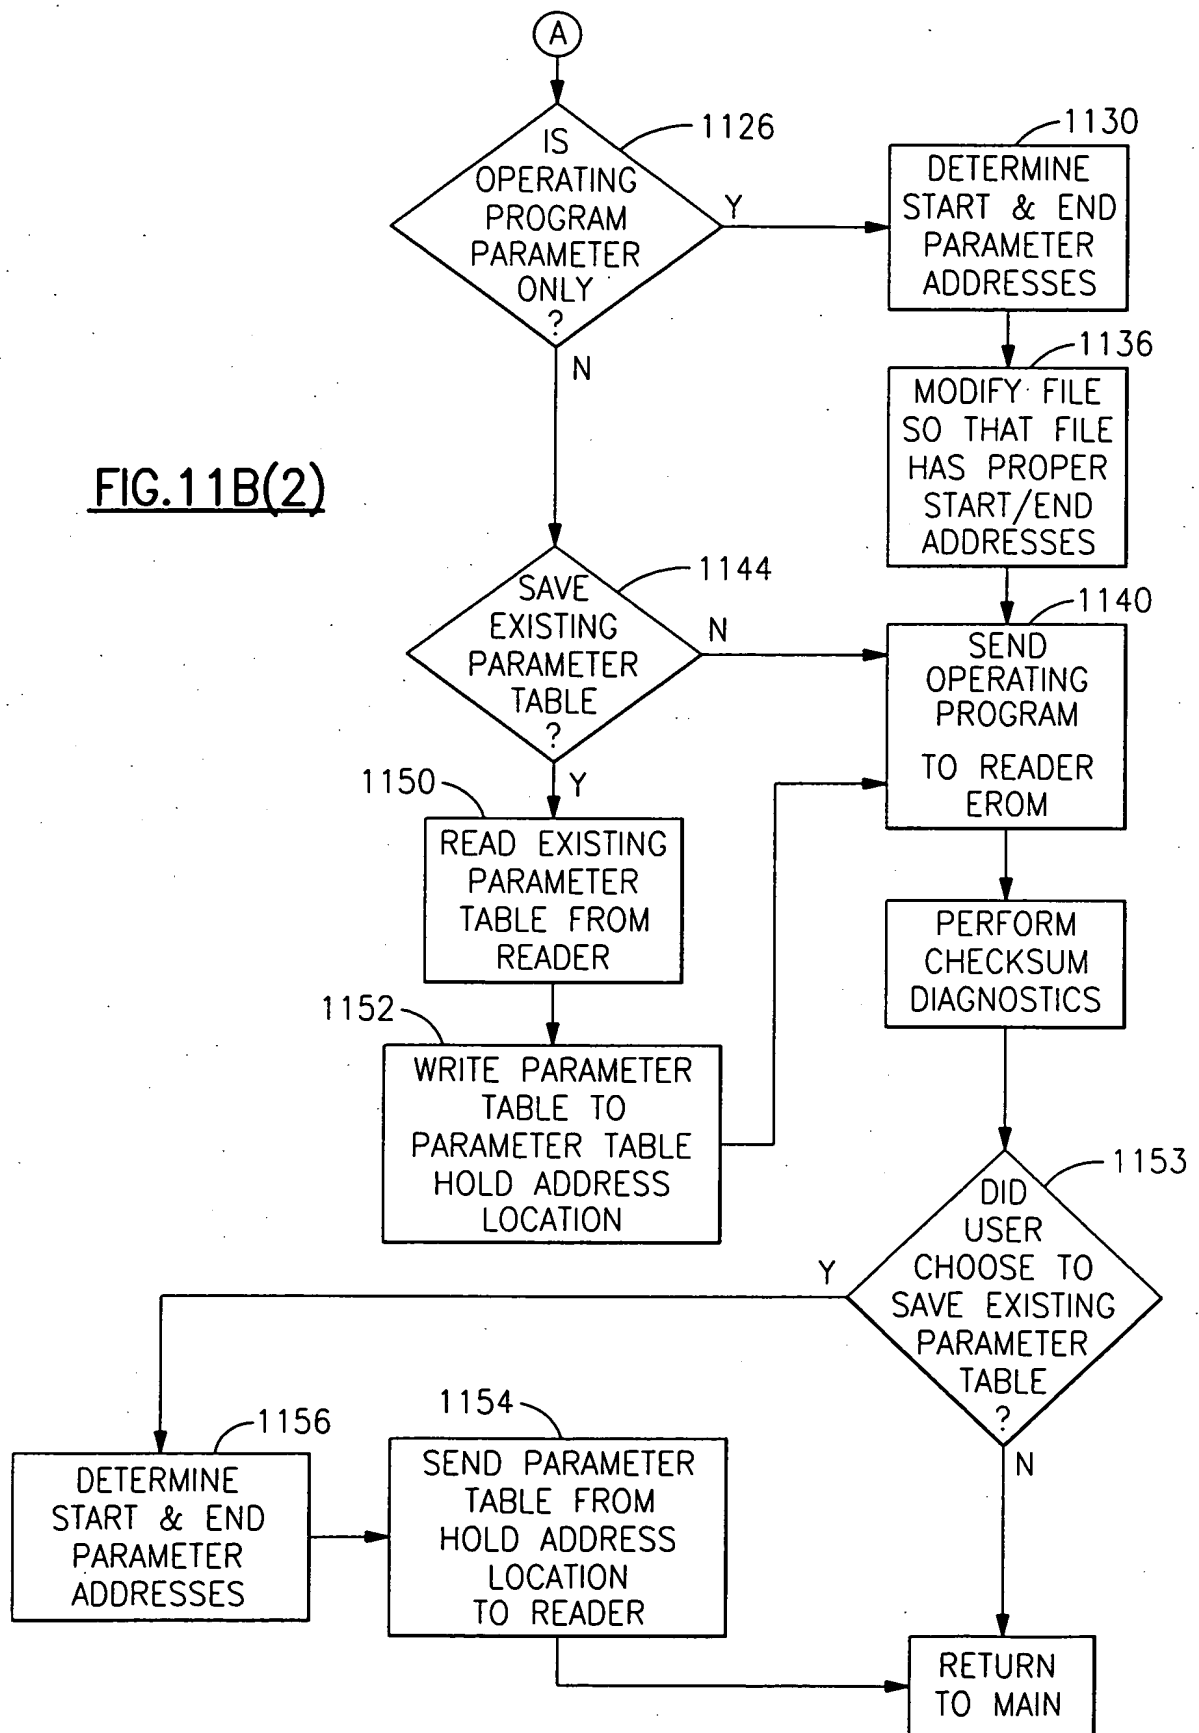 A
IS
OPERATING
PROGRAM
PARAMETER
ONLY
?
1126
Y
N
1130
DETERMINE
START & END
PARAMETER
ADDRESSES
1136
MODIFY FILE
SO THAT FILE
HAS PROPER
START/END
ADDRESSES
FIG.11B(2)
1144
SAVE
EXISTING
PARAMETER
TABLE
?
N
Y
1140
SEND
OPERATING
PROGRAM
TO READER
EROM
1150
READ EXISTING
PARAMETER
TABLE FROM
READER
PERFORM
CHECKSUM
DIAGNOSTICS
1152
WRITE PARAMETER
TABLE TO
PARAMETER TABLE
HOLD ADDRESS
LOCATION
1153
DID
USER
CHOOSE TO
SAVE EXISTING
PARAMETER
TABLE
?
Y
N
1156
DETERMINE
START & END
PARAMETER
ADDRESSES
1154
SEND PARAMETER
TABLE FROM
HOLD ADDRESS
LOCATION
TO READER
RETURN
TO MAIN